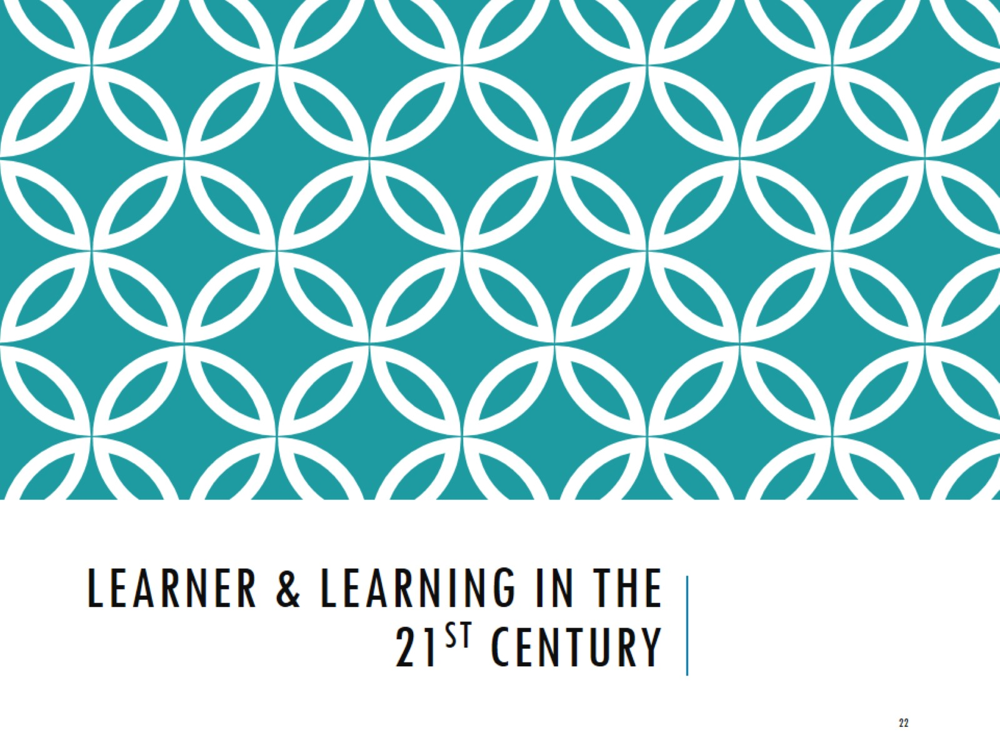 LEARNER & LEARNING IN THE
21ST CENTURY
22